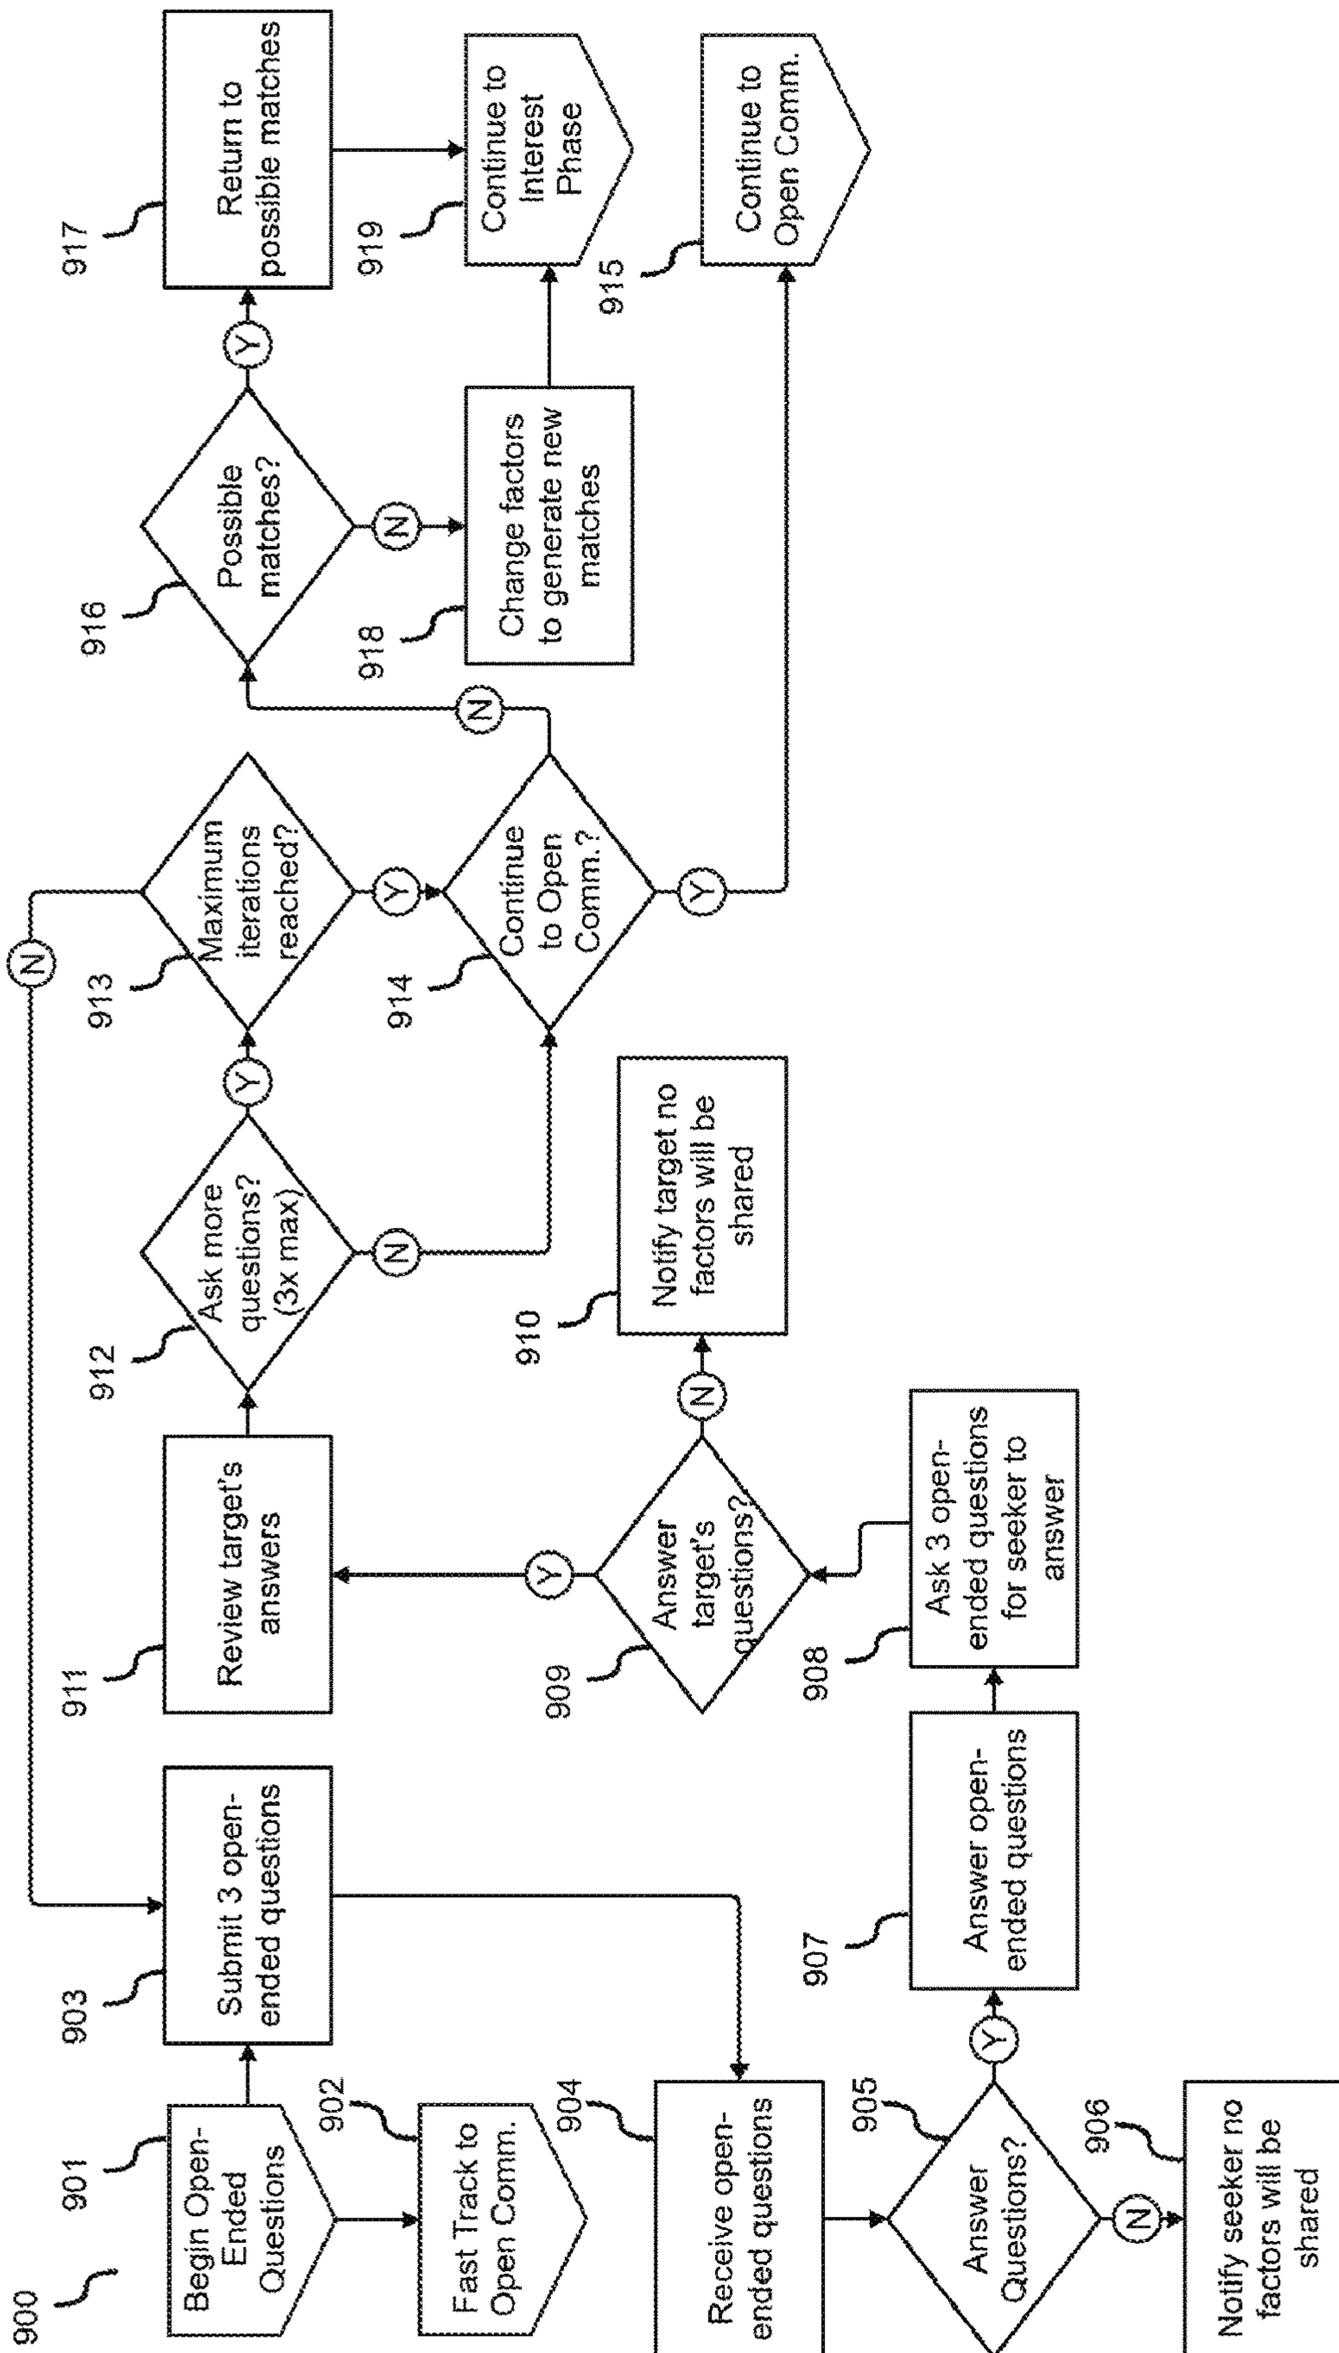 900
901
Begin Open-
Ended
Questions
902
Fast Track to
Open Comm.
903
Submit 3 open-
ended questions
904
Receive open-
ended questions
905
Answer
Questions?
N
906
Notify seeker no
factors will be
shared
Y
907
Answer open-
ended questions
908
Ask 3 open-
ended questions
for seeker to
answer
909
Answer
target's
questions?
N
910
Notify target no
factors will be
shared
Y
911
Review target's
answers
912
Ask more
questions?
(3x max)
Y
N
913
Maximum
iterations
reached?
N
Y
914
Continue
to Open
Comm.?
N
Y
915
Continue to
Open Comm.
916
Possible
matches?
Y
N
917
Return to
possible matches
918
Change factors
to generate new
matches
919
Continue to
Interest
Phase